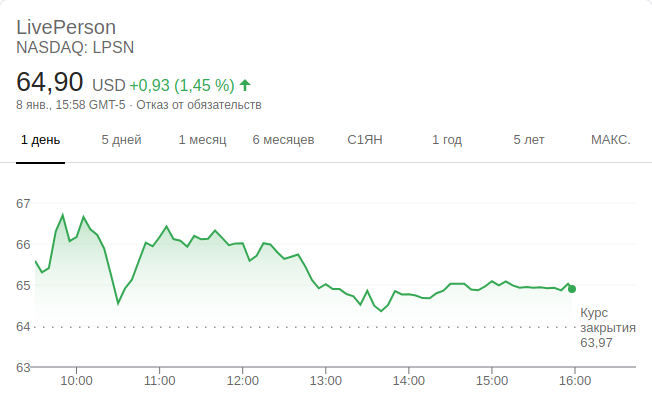 LivePerson
NASDAQ: LPSN
64,90 USD +0,93 (1,45 %)
8 янв., 15:58 GMT-5 · Отказ от обязательств
1 день 5 дней 1 месяц 6 месяцев С1ЯН 1 год 5 лет МАКС.
67
66
65
64
63
Курс
закрытия
63,97
10:00 11:00 12:00 13:00 14:00 15:00 16:00